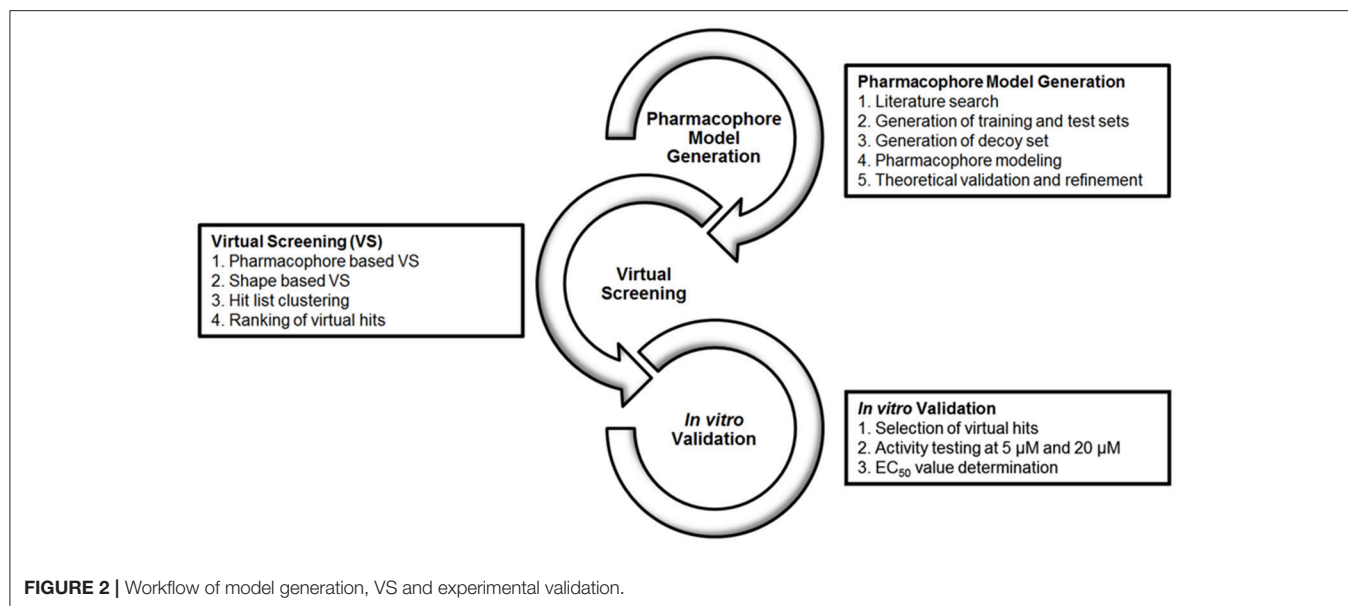 Pharmacophore
Model
Generation
Pharmacophore Model Generation
1. Literature search
2. Generation of training and test sets
3. Generation of decoy set
4. Pharmacophore modeling
5. Theoretical validation and refinement
Virtual Screening (VS)
1. Pharmacophore based VS
2. Shape based VS
3. Hit list clustering
4. Ranking of virtual hits
Virtual
Screening
In vitro
Validation
In vitro Validation
1. Selection of virtual hits
2. Activity testing at 5 µM and 20 µM
3. EC50 value determination
FIGURE 2 | Workflow of model generation, VS and experimental validation.